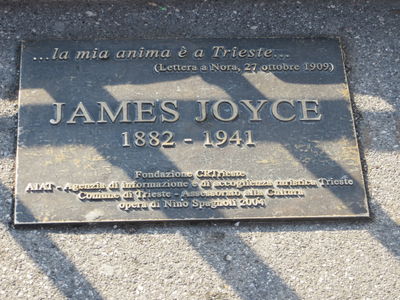 ...la mia anima è a Trieste...
(Lettera a Nora, 27 ottobre 1909)
JAMES JOYCE
1882 - 1941
Fondazione CRTrieste
AIAT - Agenzia di informazione e di accoglienza turistica Trieste
Comune di Trieste - Assessorato alla Cultura
opera di Nino Spagnoli 2004